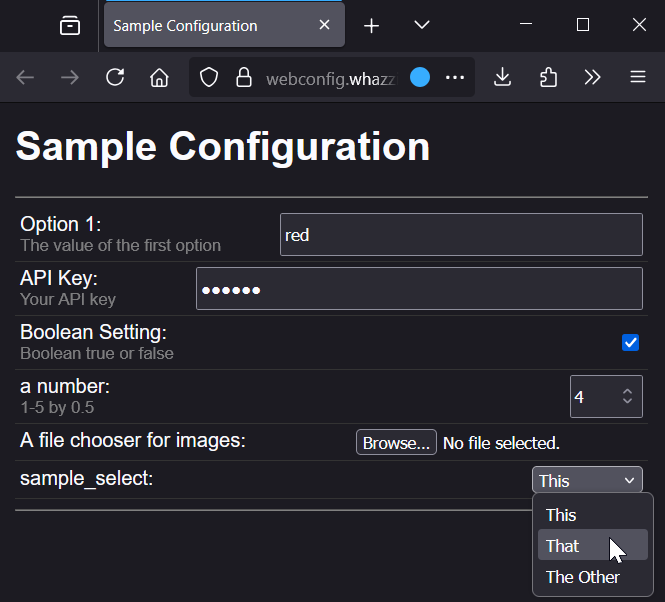 Sample Configuration
webconfig.whazz
Sample Configuration
Option 1:
The value of the first option
red
API Key:
Your API key
••••••
Boolean Setting:
Boolean true or false
a number:
1-5 by 0.5
4
A file chooser for images:
Browse... No file selected.
sample_select:
This
This
That
The Other